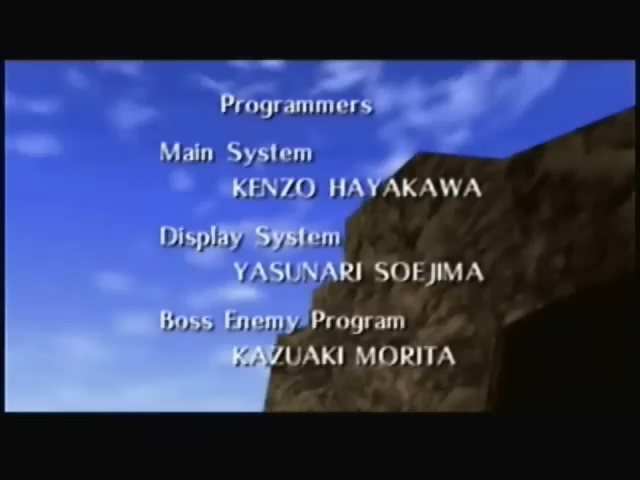 Programmers
Main System
KENZO HAYAKAWA
Display System
YASUNARI SOEJIMA
Boss Enemy Program
KAZUAKI MORITA